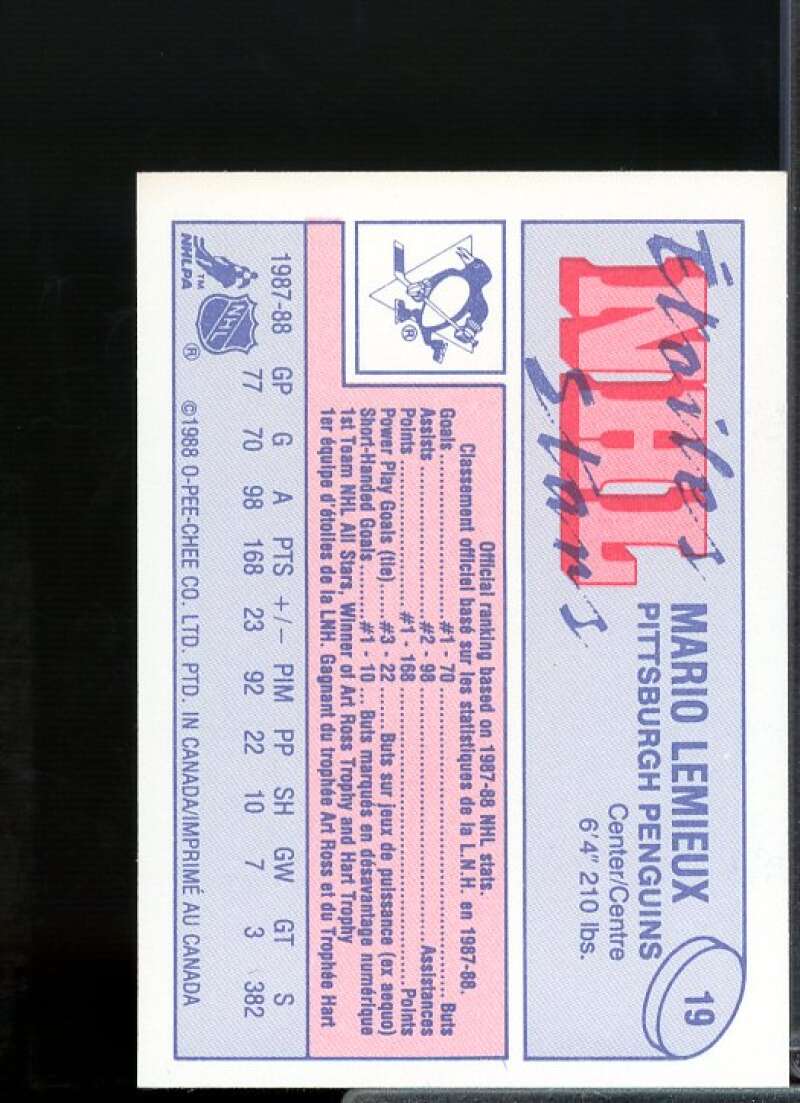 Étoiles
NHL
Stars
MARIO LEMIEUX
PITTSBURGH PENGUINS
Center/Centre
6'4" 210 lbs.
19
®
Official ranking based on 1987-88 NHL stats.
Classement officiel basé sur les statistiques de la L.N.H. en 1987-88.
Goals ........ #1 - 70 ........ Buts
Assists ........ #2 - 98 ........ Assistances
Points ........ #1 - 168 ........ Points
Power Play Goals (tie) .... #3 - 22 ..... Buts sur jeux de puissance (ex aequo)
Short-Handed Goals ...... #1 - 10 ... Buts marqués en désavantage numérique
1st Team NHL All Stars, Winner of Art Ross Trophy and Hart Trophy
1er équipe d'étoiles de la LNH. Gagnant du trophée Art Ross et du Trophée Hart
1987-88 GP G A PTS +/- PIM PP SH GW GT S
77 70 98 168 23 92 22 10 7 3 382
NHLPA ™ NHL ® ©1988 O-PEE-CHEE CO. LTD. PTD. IN CANADA/IMPRIMÉ AU CANADA